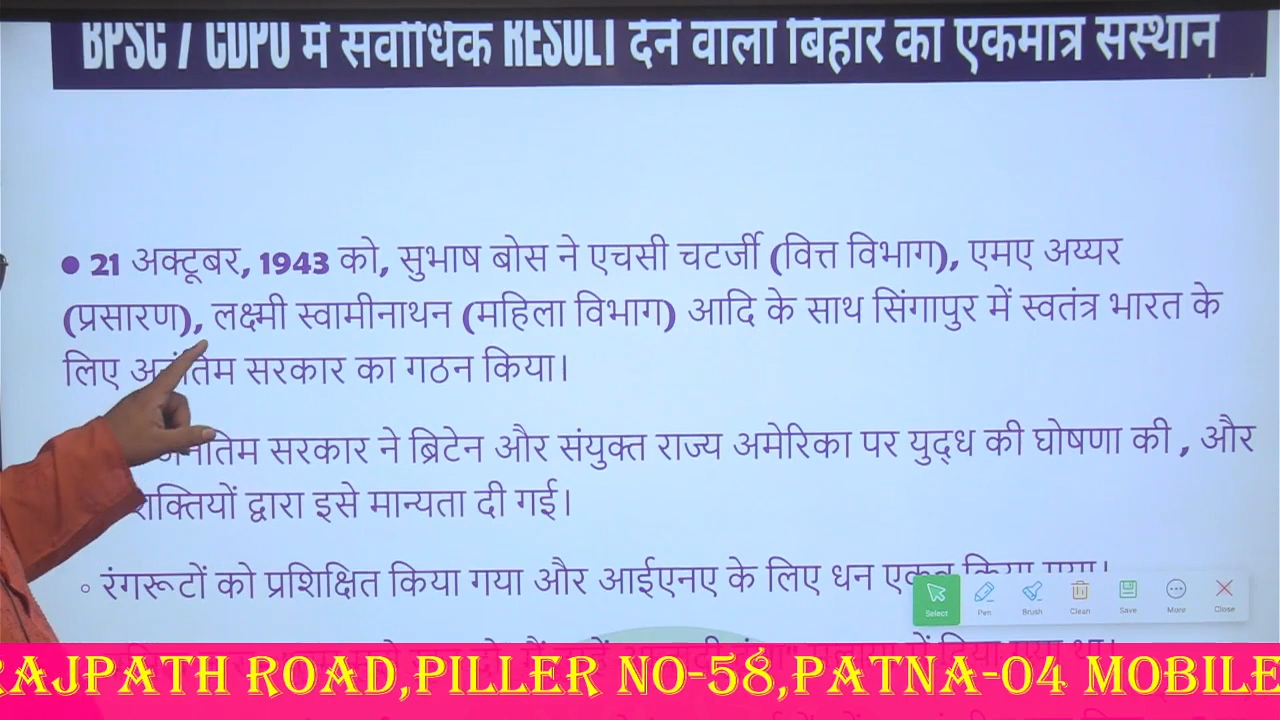 BPSC / CDPO में सर्वाधिक RESULT देने वाला बिहार का एकमात्र संस्थान
● 21 अक्टूबर, 1943 को, सुभाष बोस ने एचसी चटर्जी (वित्त विभाग), एमए अय्यर
(प्रसारण), लक्ष्मी स्वामीनाथन (महिला विभाग) आदि के साथ सिंगापुर में स्वतंत्र भारत के
लिए अनंतिम सरकार का गठन किया।
सरकार ने ब्रिटेन और संयुक्त राज्य अमेरिका पर युद्ध की घोषणा की , और
शक्तियों द्वारा इसे मान्यता दी गई।
◦ रंगरूटों को प्रशिक्षित किया गया और आईएनए के लिए धन एकत्र किया गया।
Select Pen Brush Clean Save More Close
में दिया गया था।
RAJPATH ROAD,PILLER NO-58,PATNA-04 MOBILE